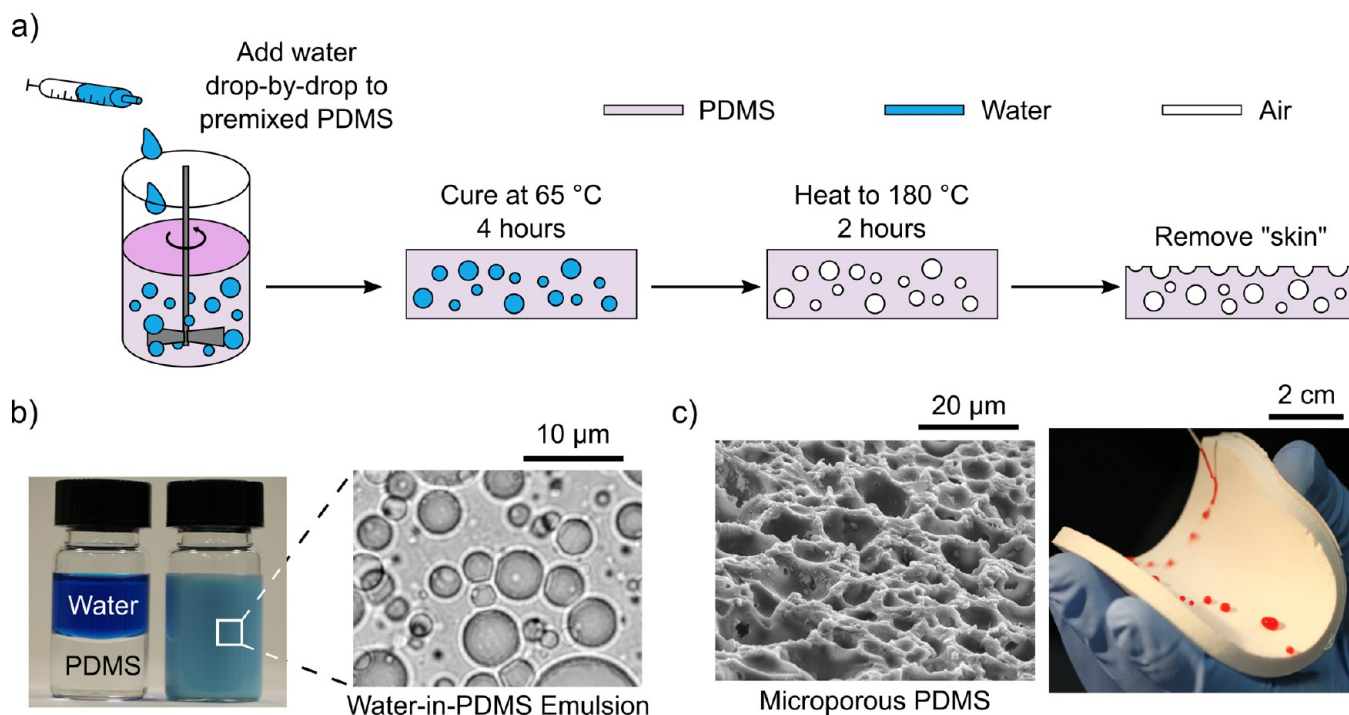 a)
Add water
drop-by-drop to
premixed PDMS
PDMS
Water
Air
Cure at 65 °C
4 hours
Heat to 180 °C
2 hours
Remove "skin"
b)
10 µm
Water
PDMS
Water-in-PDMS Emulsion
c)
20 µm
2 cm
Microporous PDMS